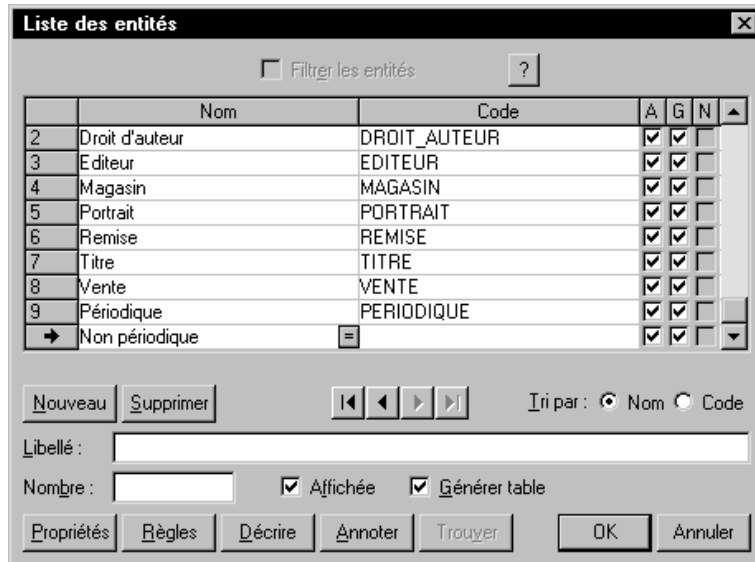 Liste des entités
Filtrer les entités ?
Nom Code A G N
2 Droit d'auteur DROIT_AUTEUR
3 Editeur EDITEUR
4 Magasin MAGASIN
5 Portrait PORTRAIT
6 Remise REMISE
7 Titre TITRE
8 Vente VENTE
9 Périodique PERIODIQUE
Non périodique =
Nouveau Supprimer Tri par : Nom Code
Libellé :
Nombre : Affichée Générer table
Propriétés Règles Décrire Annoter Trouver OK Annuler